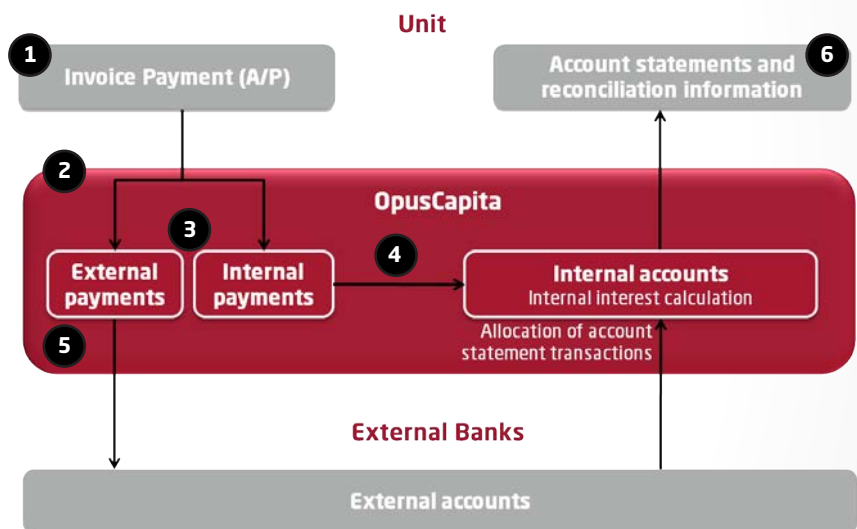 Unit
1
Invoice Payment (A/P)
Account statements and
reconciliation information
6
2
OpusCapita
3
4
External
payments
Internal
payments
Internal accounts
Internal interest calculation
5
Allocation of account
statement transactions
External Banks
External accounts